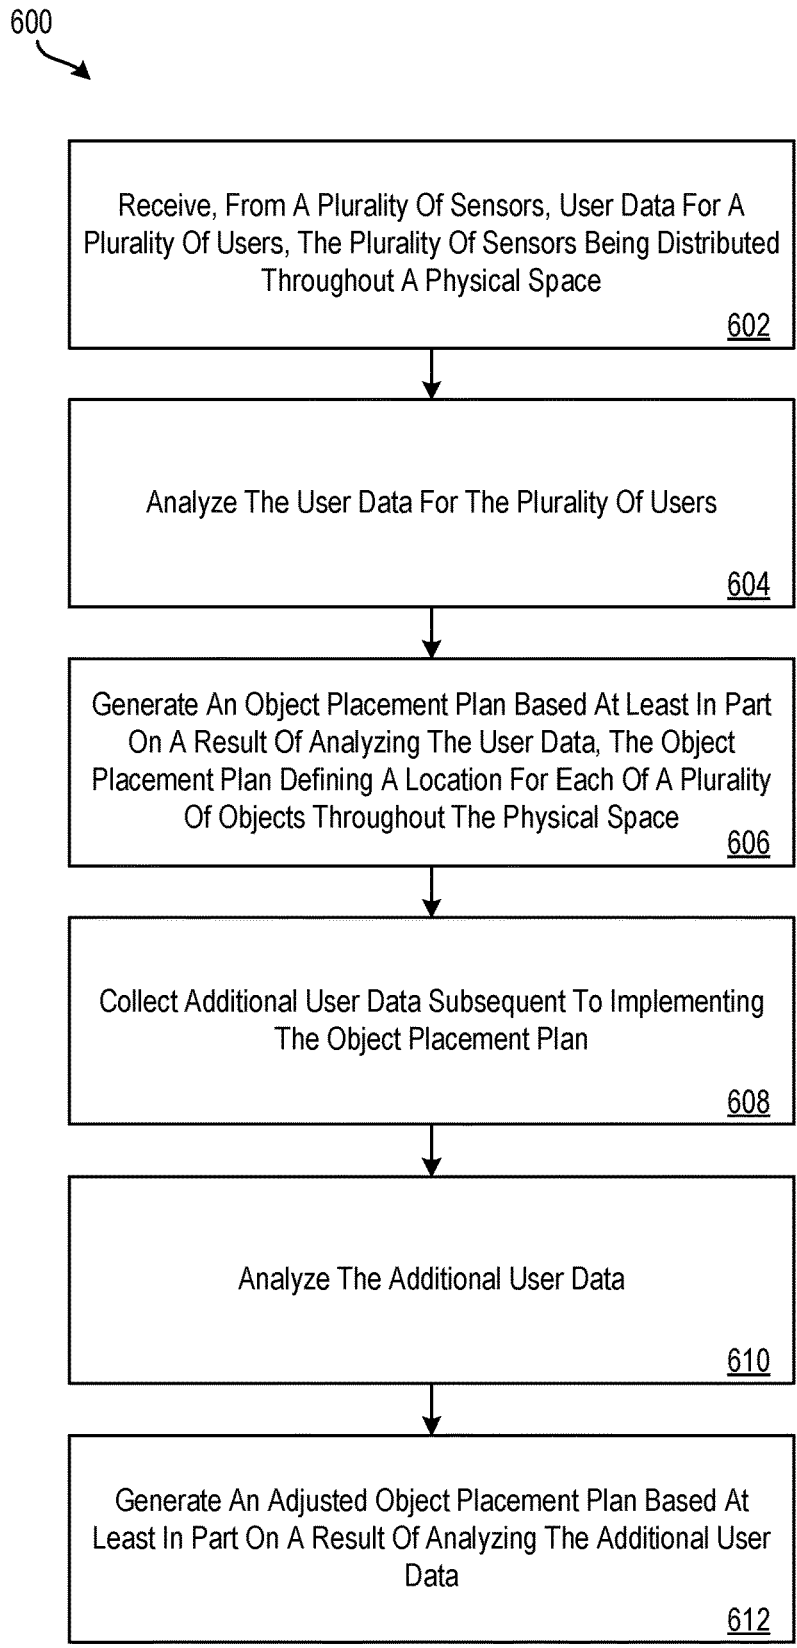 600
Receive, From A Plurality Of Sensors, User Data For A
Plurality Of Users, The Plurality Of Sensors Being Distributed
Throughout A Physical Space
602
Analyze The User Data For The Plurality Of Users
604
Generate An Object Placement Plan Based At Least In Part
On A Result Of Analyzing The User Data, The Object
Placement Plan Defining A Location For Each Of A Plurality
Of Objects Throughout The Physical Space
606
Collect Additional User Data Subsequent To Implementing
The Object Placement Plan
608
Analyze The Additional User Data
610
Generate An Adjusted Object Placement Plan Based At
Least In Part On A Result Of Analyzing The Additional User
Data
612